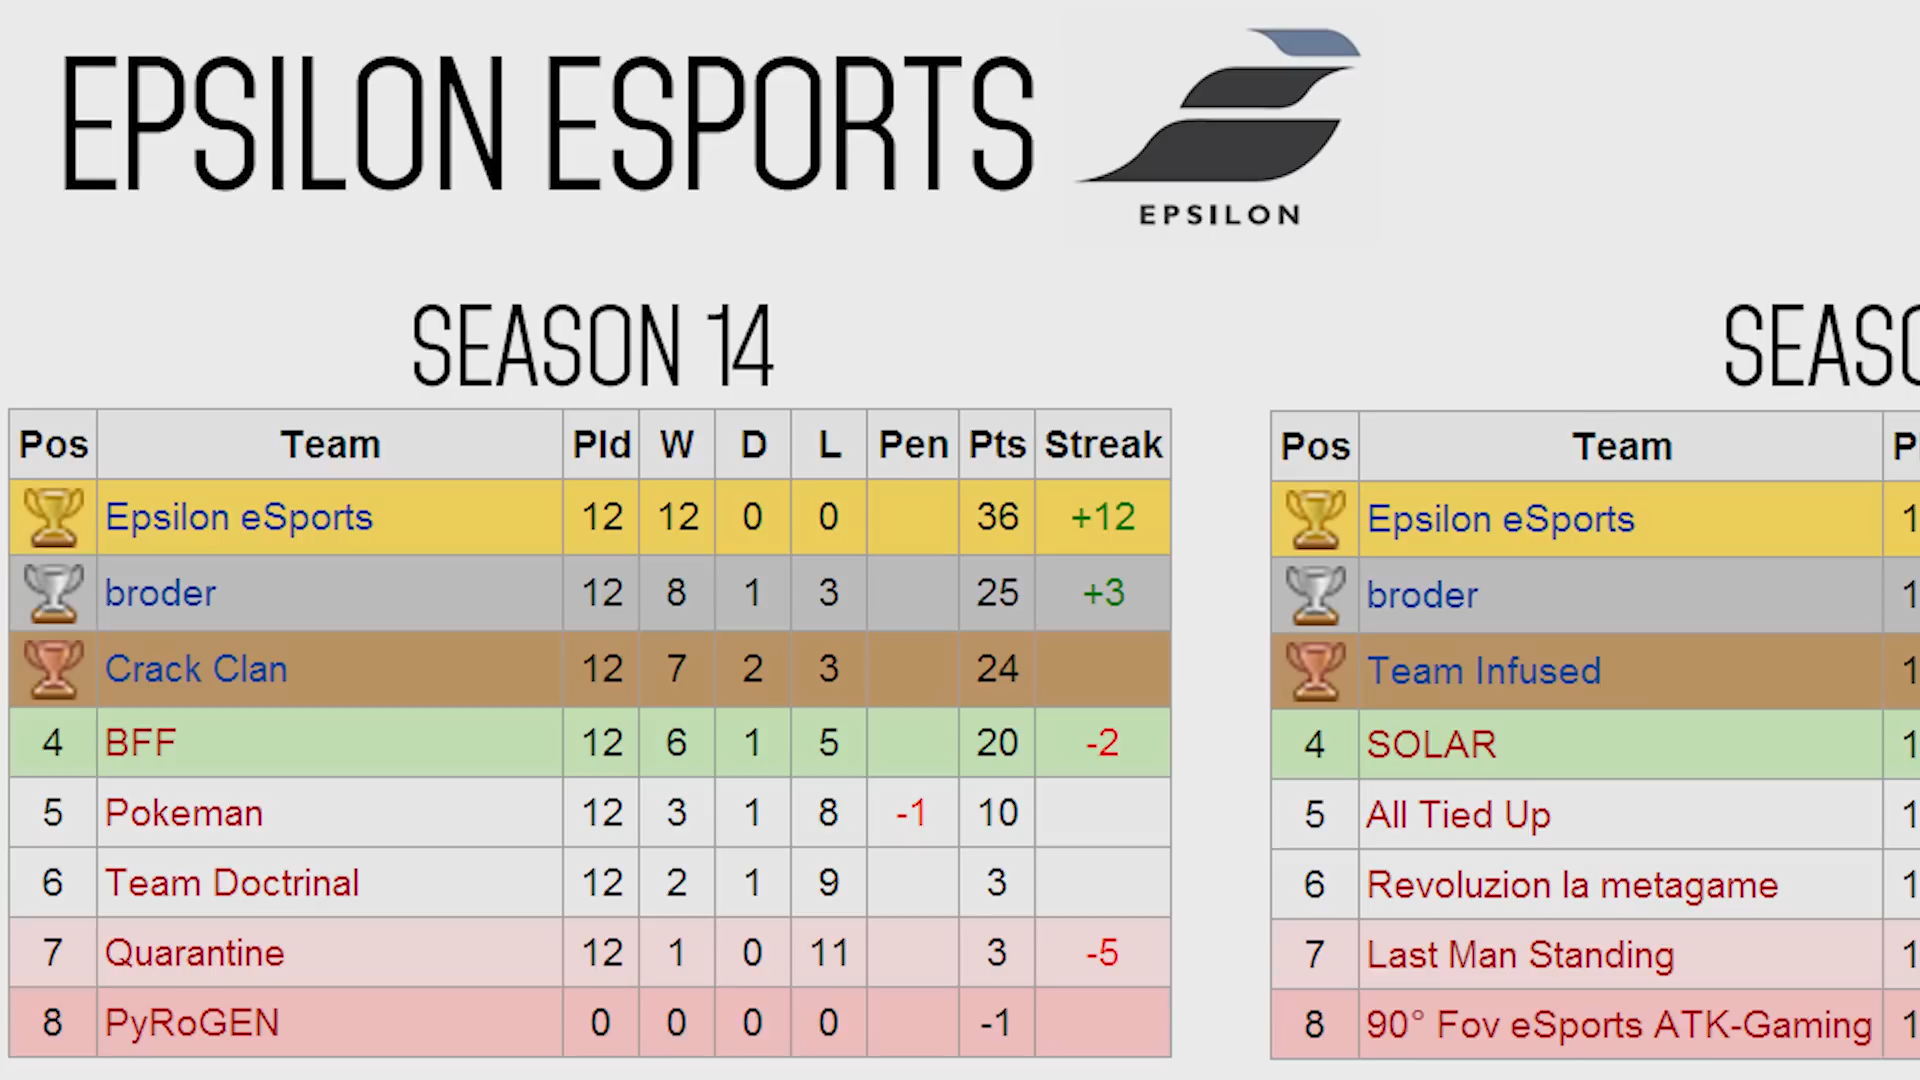 EPSILON ESPORTS
EPSILON
SEASON 14
Pos Team Pld W D L Pen Pts Streak
Epsilon eSports 12 12 0 0 36 +12
broder 12 8 1 3 25 +3
Crack Clan 12 7 2 3 24
4 BFF 12 6 1 5 20 -2
5 Pokeman 12 3 1 8 -1 10
6 Team Doctrinal 12 2 1 9 3
7 Quarantine 12 1 0 11 3 -5
8 PyRoGEN 0 0 0 0 -1
Pos Team
Epsilon eSports
broder
Team Infused
4 SOLAR
5 All Tied Up
6 Revoluzion la metagame
7 Last Man Standing
8 90° Fov eSports ATK-Gaming